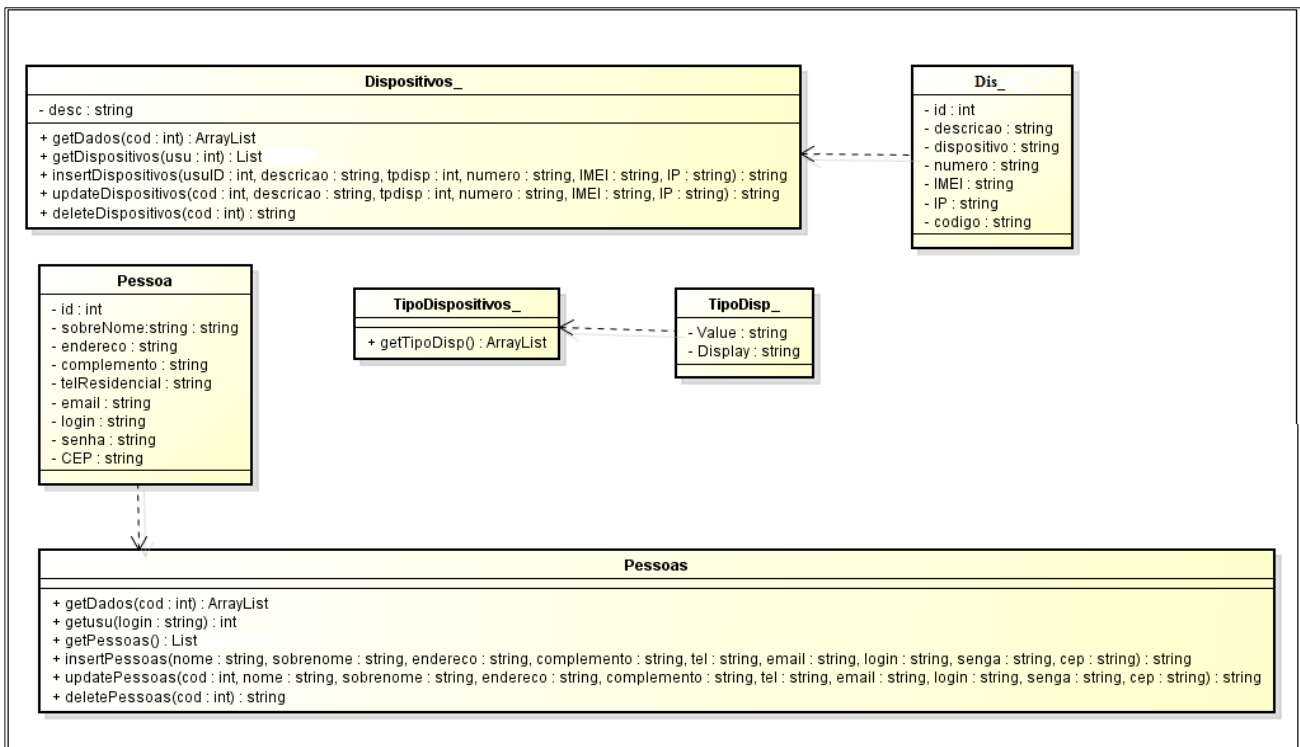 Dispositivos_
- desc : string
+ getDados(cod : int) : ArrayList
+ getDispositivos(usu : int) : List
+ insertDispositivos(usuID : int, descricao : string, tpdisp : int, numero : string, IMEI : string, IP : string) : string
+ updateDispositivos(cod : int, descricao : string, tpdisp : int, numero : string, IMEI : string, IP : string) : string
+ deleteDispositivos(cod : int) : string
Dis_
- id : int
- descricao : string
- dispositivo : string
- numero : string
- IMEI : string
- IP : string
- codigo : string
Pessoa
- id : int
- sobreNome:string : string
- endereco : string
- complemento : string
- telResidencial : string
- email : string
- login : string
- senha : string
- CEP : string
TipoDispositivos_
+ getTipoDisp() : ArrayList
TipoDisp_
- Value : string
- Display : string
Pessoas
+ getDados(cod : int) : ArrayList
+ getusu(login : string) : int
+ getPessoas() : List
+ insertPessoas(nome : string, sobrenome : string, endereco : string, complemento : string, tel : string, email : string, login : string, senga : string, cep : string) : string
+ updatePessoas(cod : int, nome : string, sobrenome : string, endereco : string, complemento : string, tel : string, email : string, login : string, senga : string, cep : string) : string
+ deletePessoas(cod : int) : string